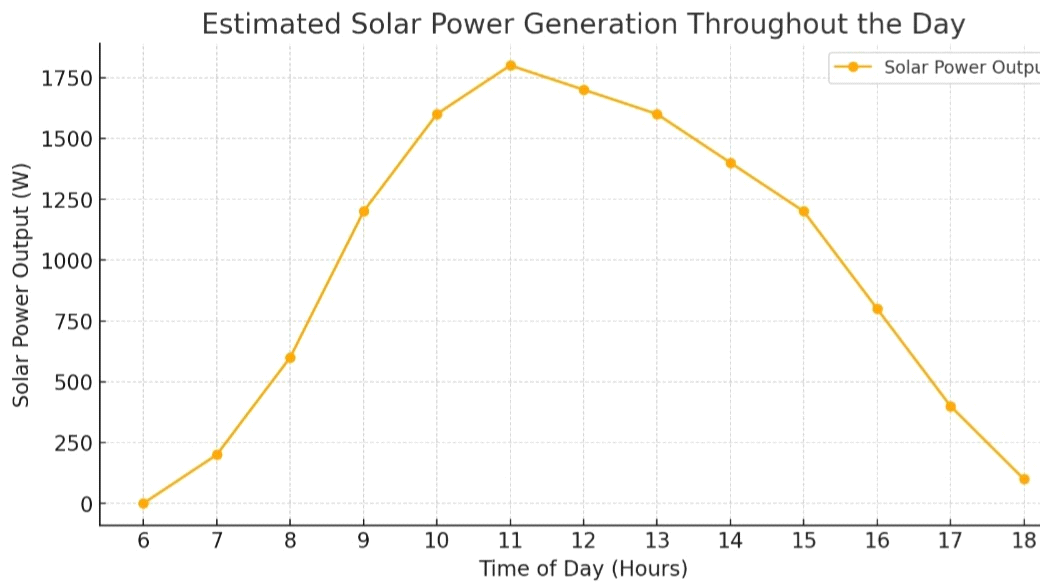 Estimated Solar Power Generation Throughout the Day
Solar Power Outpu
Solar Power Output (W)
1750
1500
1250
1000
750
500
250
0
6 7 8 9 10 11 12 13 14 15 16 17 18
Time of Day (Hours)